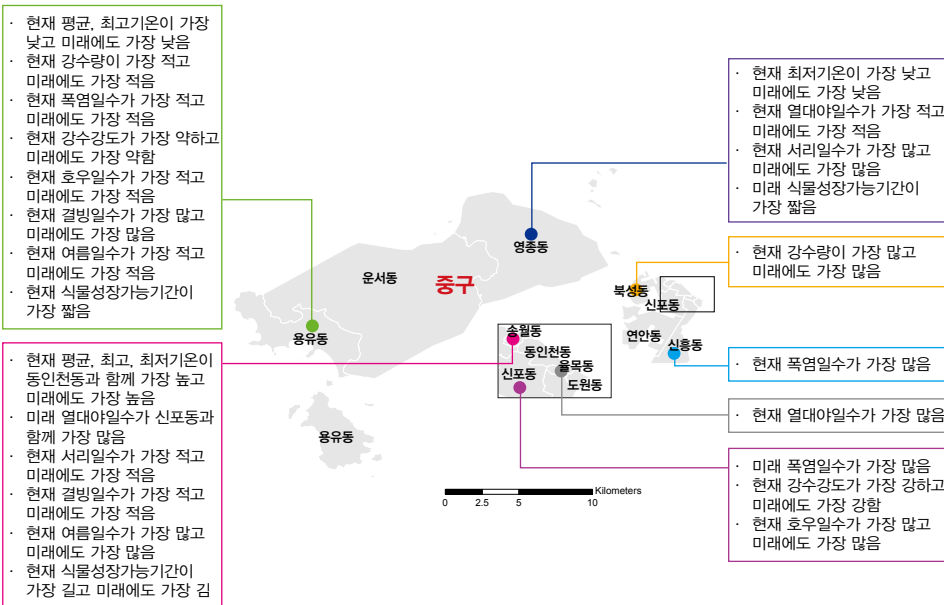 · 현재 평균, 최고기온이 가장
낮고 미래에도 가장 낮음
· 현재 강수량이 가장 적고
미래에도 가장 적음
· 현재 폭염일수가 가장 적고
미래에도 가장 적음
· 현재 강수강도가 가장 약하고
미래에도 가장 약함
· 현재 호우일수가 가장 적고
미래에도 가장 적음
· 현재 결빙일수가 가장 많고
미래에도 가장 많음
· 현재 여름일수가 가장 적고
미래에도 가장 적음
· 현재 식물성장가능기간이
가장 짧음
· 현재 평균, 최고, 최저기온이
동인천동과 함께 가장 높고
미래에도 높음
· 미래 열대야일수가 신포동과
함께 가장 많음
· 현재 서리일수가 가장 적고
미래에도 가장 적음
· 현재 결빙일수가 가장 적고
미래에도 가장 적음
· 현재 여름일수가 가장 많고
미래에도 가장 많음
· 현재 식물성장가능기간이
가장 길고 미래에도 가장 김
영종동
운서동
중구
용유동
용유동
북성동
신포동
연안동
신흥동
송월동
동인천동
율목동
신포동
도원동
Kilometers
0 2.5 5 10
· 현재 최저기온이 가장 낮고
미래에도 가장 낮음
· 현재 열대야일수가 가장 적고
미래에도 가장 적음
· 현재 서리일수가 가장 많고
미래에도 가장 많음
· 미래 식물성장가능기간이
가장 짧음
· 현재 강수량이 가장 많고
미래에도 가장 많음
· 현재 폭염일수가 가장 많음
· 현재 열대야일수가 가장 많음
· 미래 폭염일수가 가장 많음
· 현재 강수강도가 가장 강하고
미래에도 가장 강함
· 현재 호우일수가 가장 많고
미래에도 가장 많음